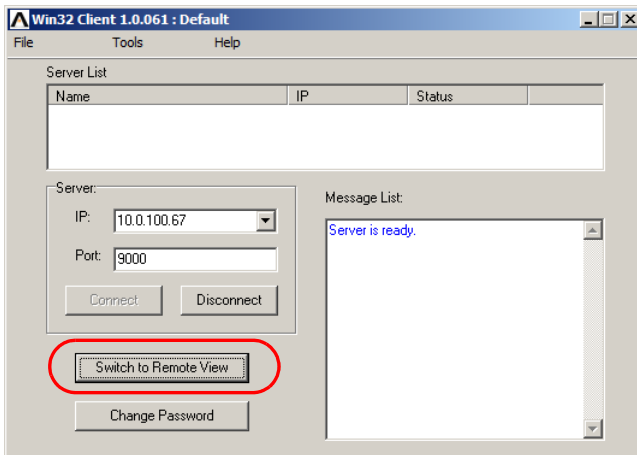 Win32 Client 1.0.061 : Default
File Tools Help
Server List
Name IP Status
Server:
IP: 10.0.100.67
Port: 9000
Connect Disconnect
Switch to Remote View
Change Password
Message List:
Server is ready.